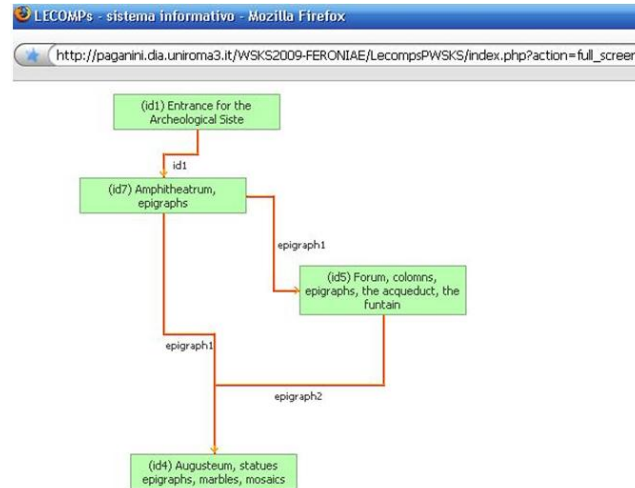 LECOMPs - sistema informativo - Mozilla Firefox
http://paganini.dia.uniroma3.it/WSKS2009-FERONIAE/LecompsPWSKS/index.php?action=full_screen
(id1) Entrance for the
Archeological Siste
id1
(id7) Amphitheatrum,
epigraphs
epigraph1
(id5) Forum, colomns,
epigraphs, the acqueduct, the
funtain
epigraph1
epigraph2
(id4) Augusteum, statues
epigraphs, marbles, mosaics